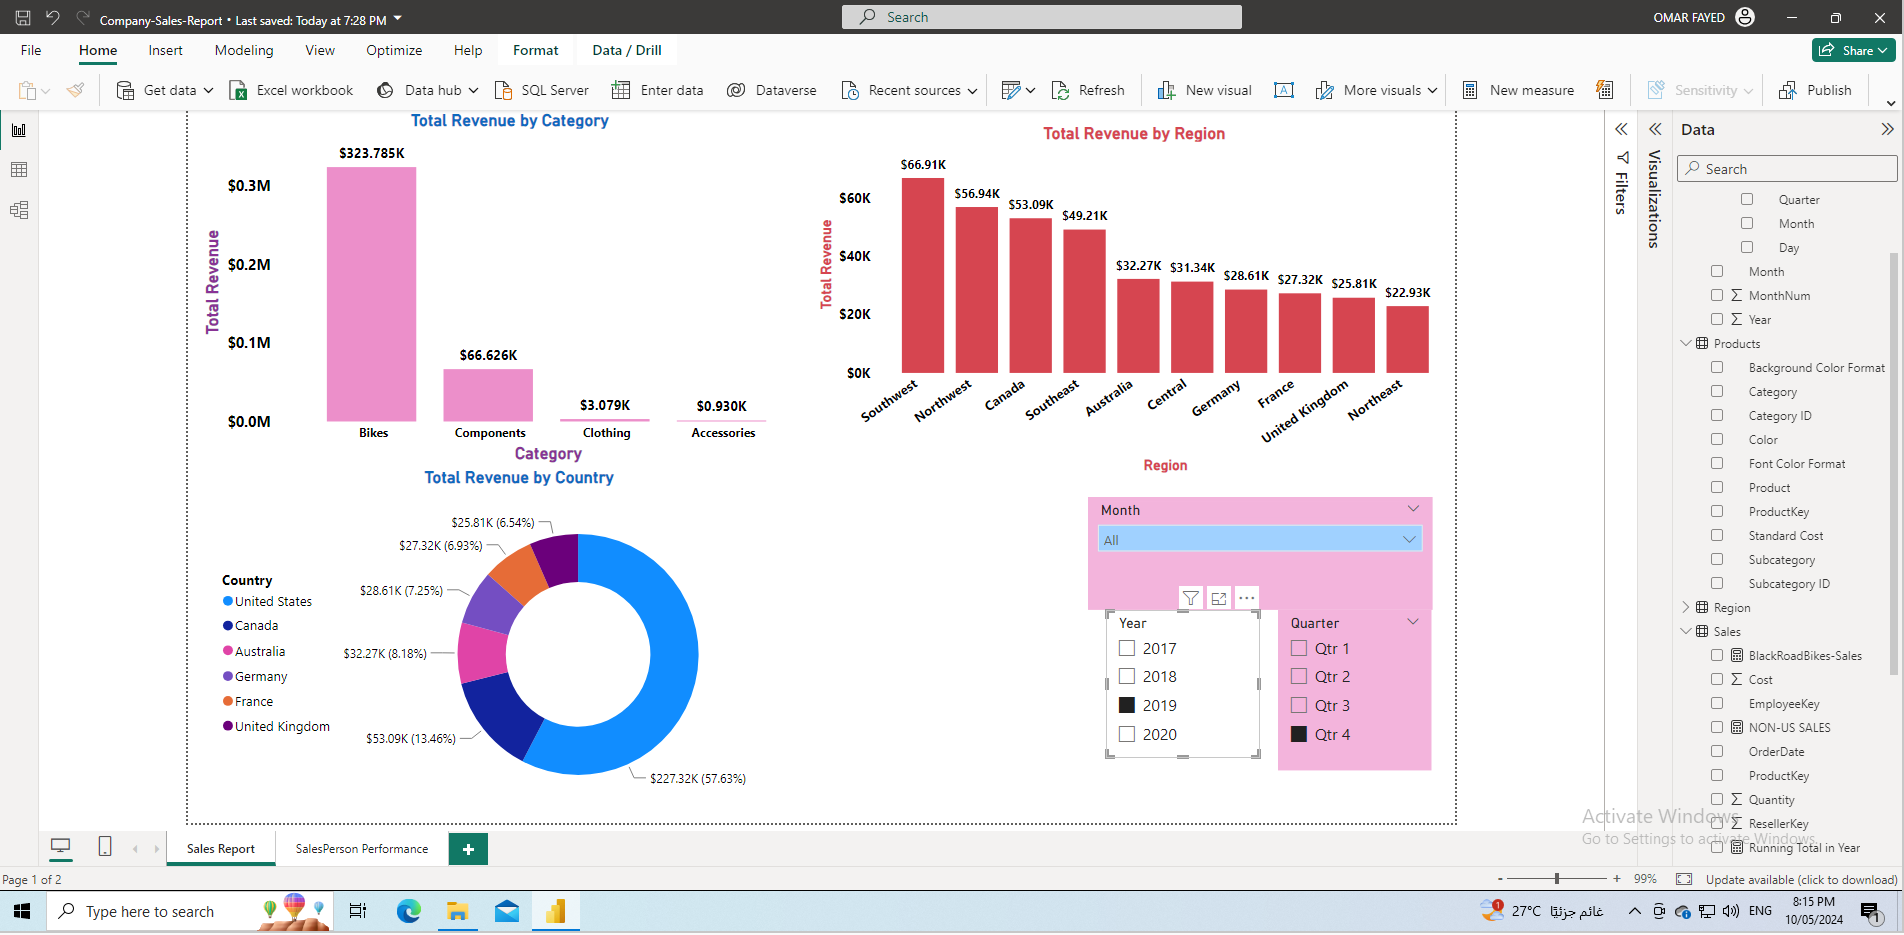 Company-Sales-Report • Last saved: Today at 7:28 PM
Search
OMAR FAYED
File Home Insert Modeling View Optimize Help Format Data / Drill
Share
Get data Excel workbook Data hub SQL Server Enter data Dataverse Recent sources Refresh New visual More visuals New measure Sensitivity Publish
Total Revenue by Category
Total Revenue
$0.3M
$0.2M
$0.1M
$0.0M
$323.785K
$66.626K
$3.079K
$0.930K
Bikes Components Clothing Accessories
Category
Total Revenue by Region
Total Revenue
$60K
$40K
$20K
$0K
$66.91K
$56.94K
$53.09K
$49.21K
$32.27K
$31.34K
$28.61K
$27.32K
$25.81K
$22.93K
Southwest
Northwest
Canada
Southeast
Australia
Central
Germany
France
United Kingdom
Northeast
Region
Total Revenue by Country
Country
United States
Canada
Australia
Germany
France
United Kingdom
$25.81K (6.54%)
$27.32K (6.93%)
$28.61K (7.25%)
$32.27K (8.18%)
$53.09K (13.46%)
$227.32K (57.63%)
Month
All
Year
2017
2018
2019
2020
Quarter
Qtr 1
Qtr 2
Qtr 3
Qtr 4
Filters
Visualizations
Data
Search
Quarter
Month
Day
Month
MonthNum
Year
Products
Background Color Format
Category
Category ID
Color
Font Color Format
Product
ProductKey
Standard Cost
Subcategory
Subcategory ID
Region
Sales
BlackRoadBikes-Sales
Cost
EmployeeKey
NON-US SALES
OrderDate
ProductKey
Quantity
ResellerKey
Running Total in Year
Activate Windows
Go to Settings to activate Windows.
Sales Report SalesPerson Performance
Page 1 of 2
- + 99%
Update available (click to download)
Type here to search
1
27°C غائم جزئيًا
ENG
8:15 PM
10/05/2024
1